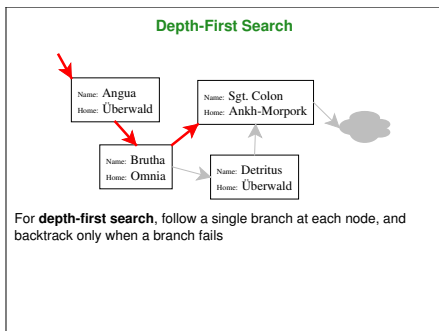 Depth-First Search
Name: Angua
Home: Überwald
Name: Sgt. Colon
Home: Ankh-Morpork
Name: Brutha
Home: Omnia
Name: Detritus
Home: Überwald
For depth-first search, follow a single branch at each node, and
backtrack only when a branch fails